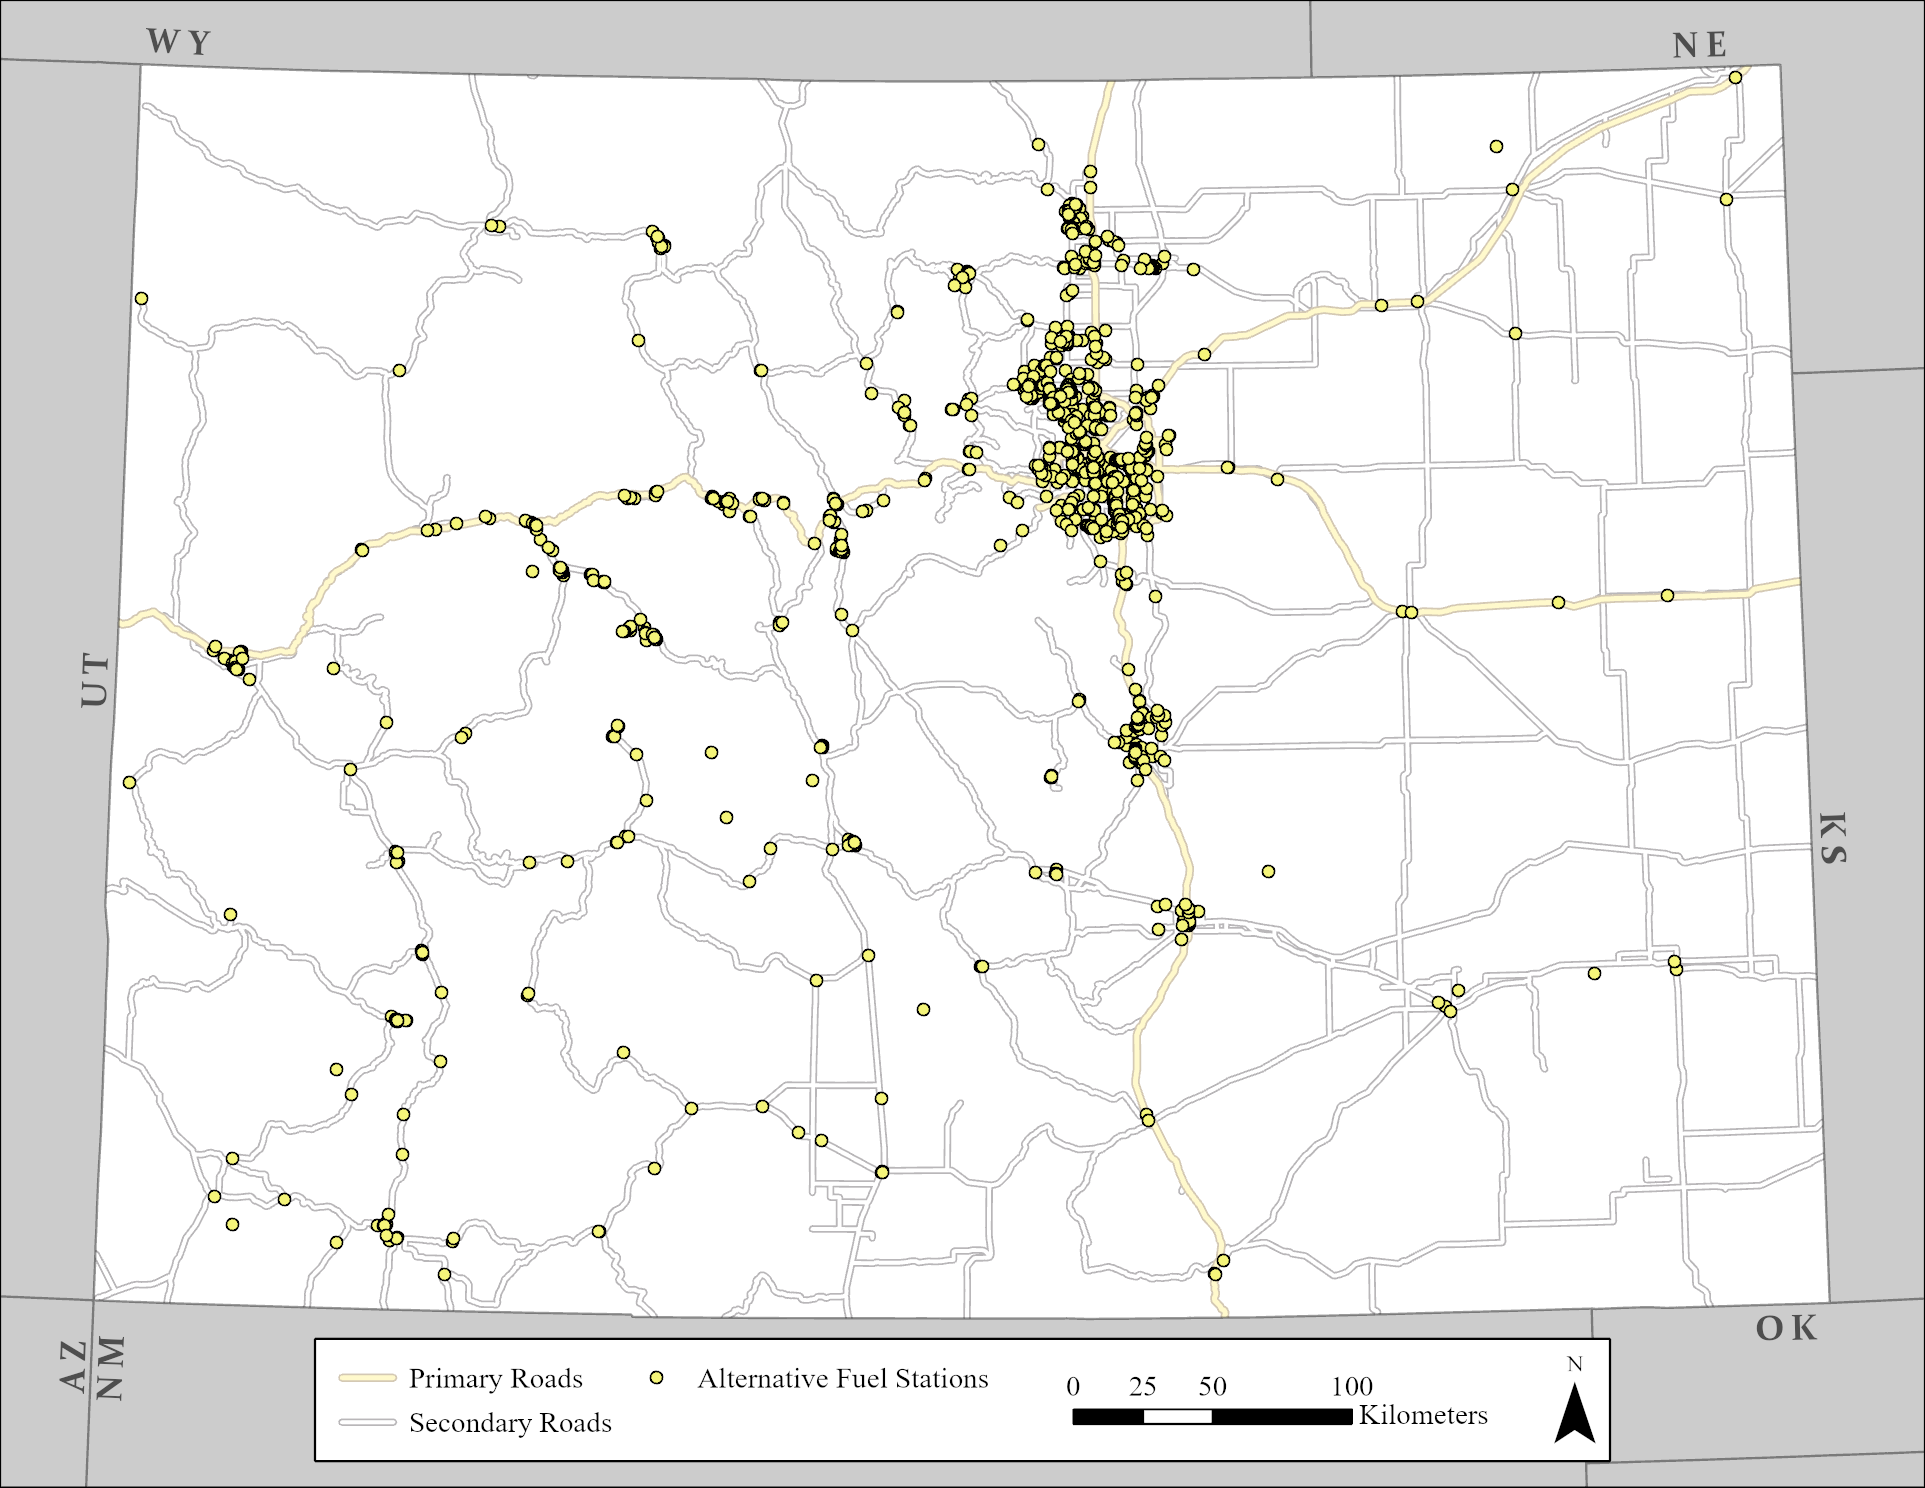 WY
NE
UT
KS
OK
AZ
NM
Primary Roads
Secondary Roads
Alternative Fuel Stations
0 25 50 100
Kilometers
N